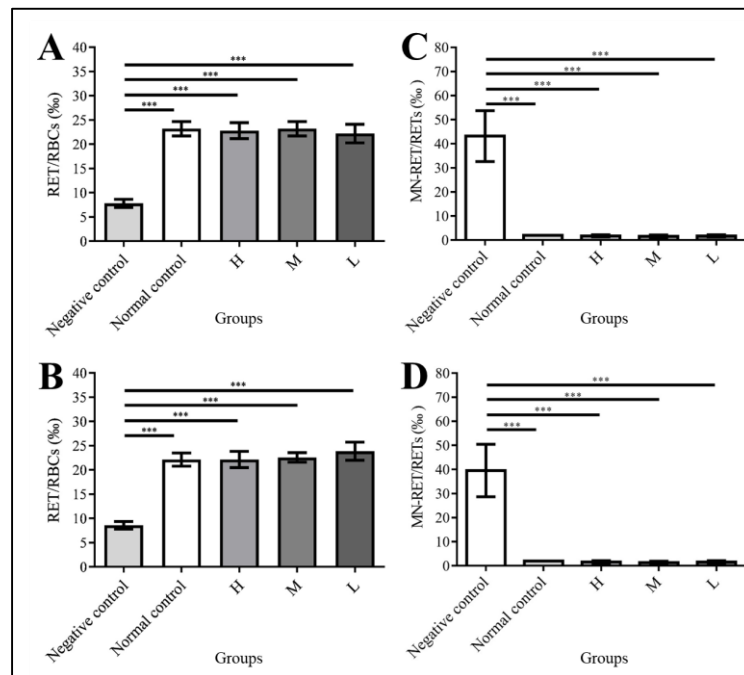 A
RET/RBCs (‰)
40
35
30
25
20
15
10
5
0
***
***
***
***
Negative control
Normal control
H
M
L
Groups
C
MN-RET/RETs (‰)
80
70
60
50
40
30
20
10
0
***
***
***
***
Negative control
Normal control
H
M
L
Groups
B
RET/RBCs (‰)
40
35
30
25
20
15
10
5
0
***
***
***
***
Negative control
Normal control
H
M
L
Groups
D
MN-RET/RETs (‰)
80
70
60
50
40
30
20
10
0
***
***
***
***
Negative control
Normal control
H
M
L
Groups